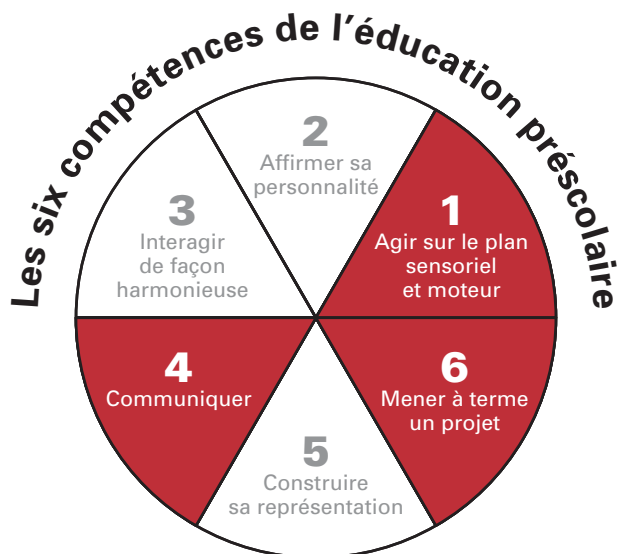 Les six compétences de l'éducation préscolaire
1
Agir sur le plan
sensoriel
et moteur
2
Affirmer sa
personnalité
3
Interagir
de façon
harmonieuse
4
Communiquer
5
Construire
sa représentation
6
Mener à terme
un projet